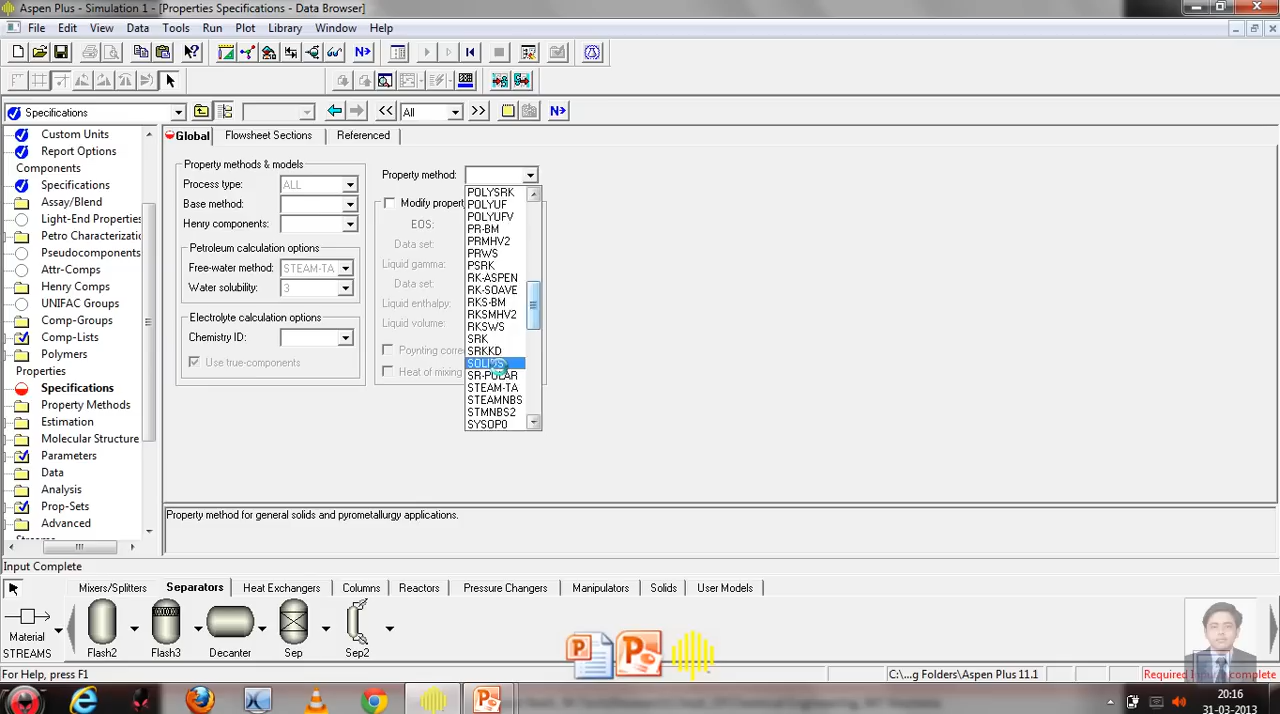 Aspen Plus - Simulation 1 - [Properties Specifications - Data Browser]
File Edit View Data Tools Run Plot Library Window Help
N>
Specifications
All
N>
Custom Units
Report Options
Components
Specifications
Assay/Blend
Light-End Properties
Petro Characterizatio
Pseudocomponents
Attr-Comps
Henry Comps
UNIFAC Groups
Comp-Groups
Comp-Lists
Polymers
Properties
Specifications
Property Methods
Estimation
Molecular Structure
Parameters
Data
Analysis
Prop-Sets
Advanced
Global Flowsheet Sections Referenced
Property methods & models
Process type: ALL
Base method:
Henry components:
Petroleum calculation options
Free-water method: STEAM-TA
Water solubility: 3
Electrolyte calculation options
Chemistry ID:
Use true-components
Property method:
Modify propert
EOS:
Data set:
Liquid gamma:
Data set:
Liquid enthalpy:
Liquid volume:
Poynting corre
Heat of mixing
POLYSRK
POLYUF
POLYUFV
PR-BM
PRMHV2
PRWS
PSRK
RK-ASPEN
RK-SOAVE
RKS-BM
RKSMHV2
RKSWS
SRK
SRKKD
SOLIDS
SR-POLAR
STEAM-TA
STEAMNBS
STMNBS2
SYSOP0
Property method for general solids and pyrometallurgy applications.
Input Complete
Mixers/Splitters Separators Heat Exchangers Columns Reactors Pressure Changers Manipulators Solids User Models
Material
STREAMS
Flash2 Flash3 Decanter Sep Sep2
For Help, press F1
C:\...g Folders\Aspen Plus 11.1
Required Input Incomplete
20:16
31-03-2013